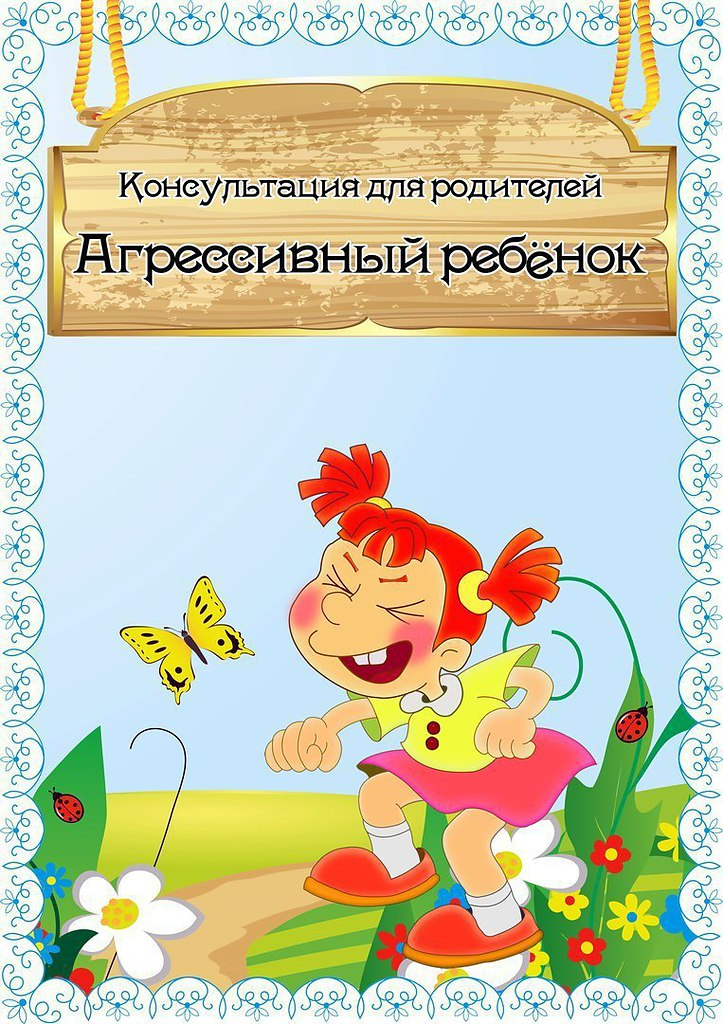 Консультация для родителей
Агрессивный ребёнок